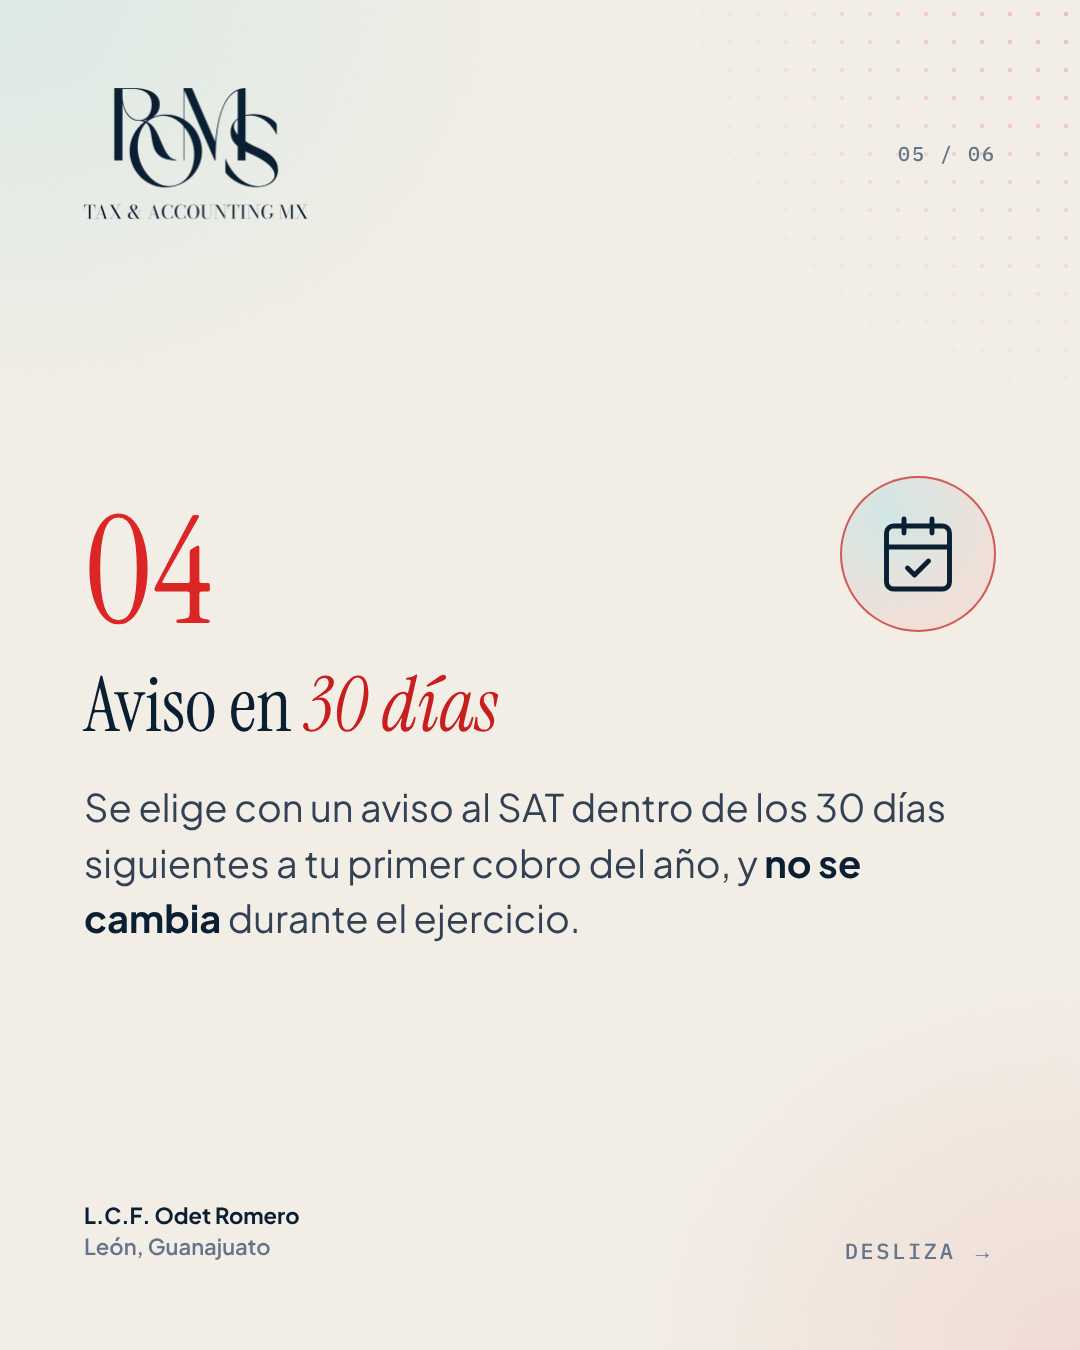 ROMS
TAX & ACCOUNTING MX
05 / 06
04
Aviso en 30 días
Se elige con un aviso al SAT dentro de los 30 días
siguientes a tu primer cobro del año, y no se
cambia durante el ejercicio.
L.C.F. Odet Romero
León, Guanajuato
DESLIZA →